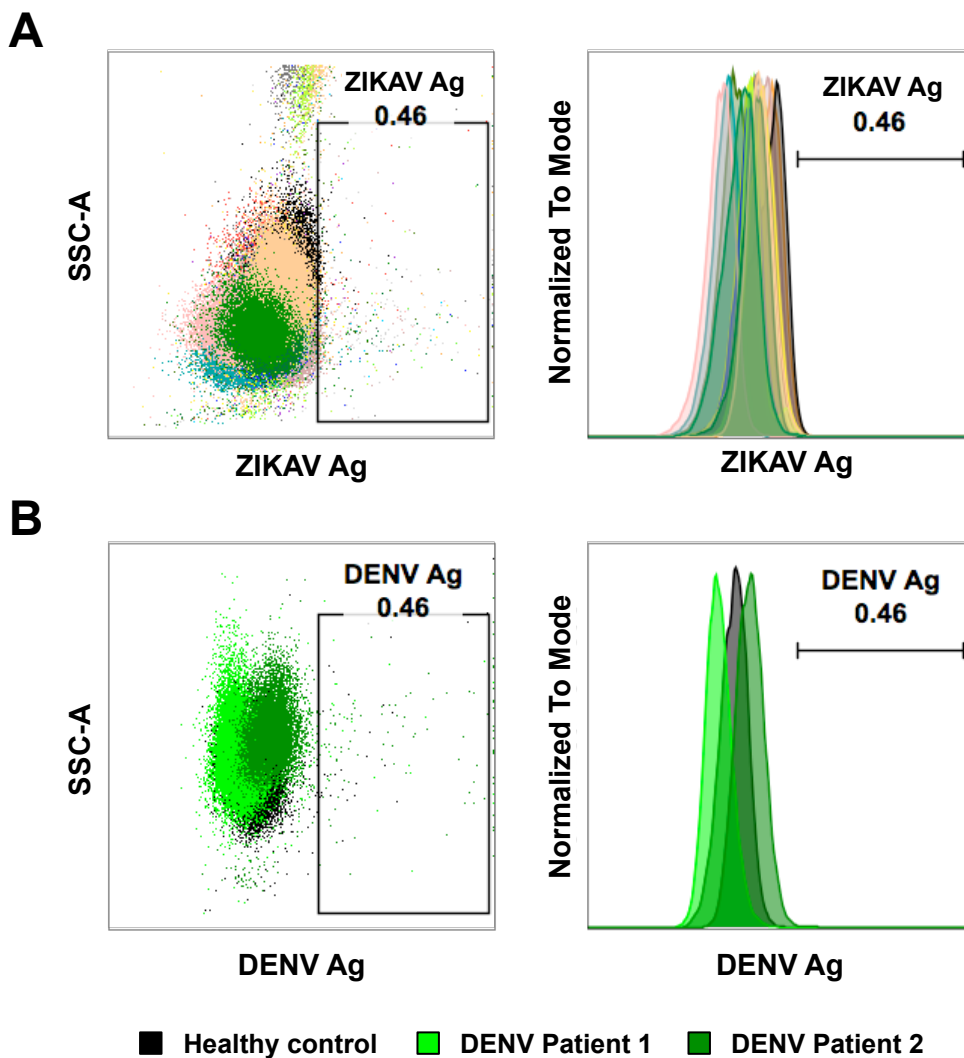 A
ZIKAV Ag
0.46
SSC-A
ZIKAV Ag
ZIKAV Ag
0.46
Normalized To Mode
ZIKAV Ag
B
DENV Ag
0.46
SSC-A
DENV Ag
DENV Ag
0.46
Normalized To Mode
DENV Ag
Healthy control
DENV Patient 1
DENV Patient 2